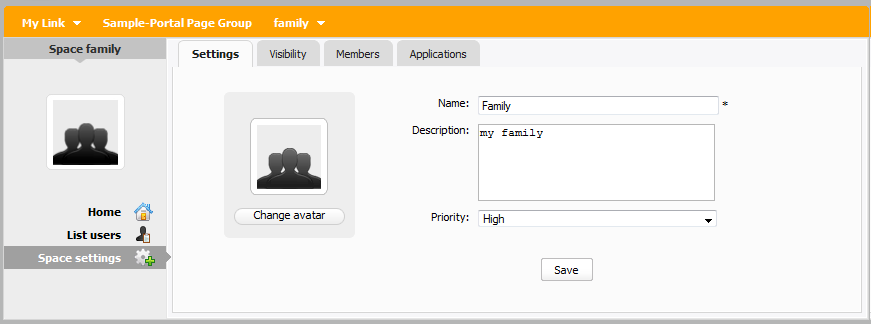 My Link Sample-Portal Page Group family
Space family
Settings Visibility Members Applications
Name: Family *
Description: my family
Change avatar
Priority: High
Home
List users
Space settings
Save